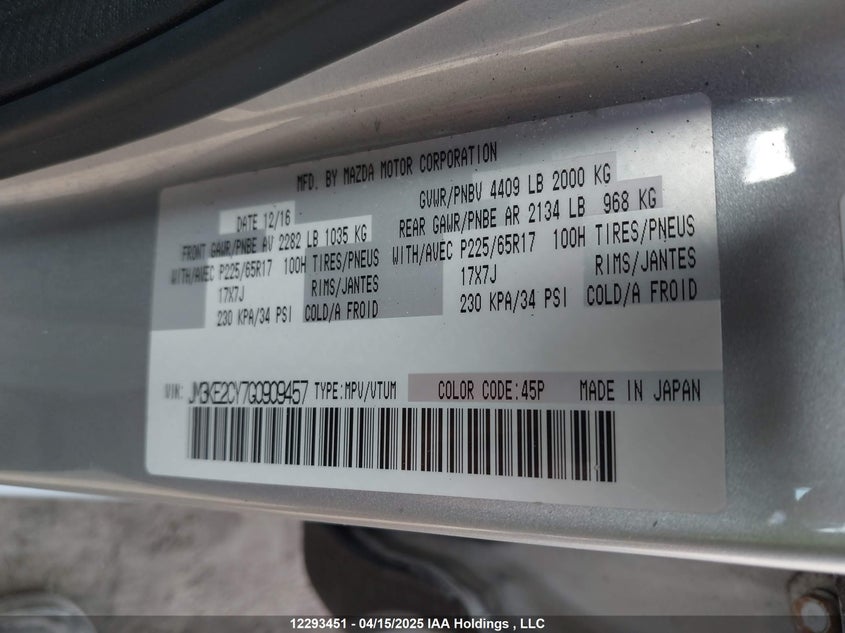 MFD. BY MAZDA MOTOR CORPORATION
DATE 12/16 GVWR/PNBV 4409 LB 2000 KG
FRONT GAWR/PNBE AV 2282 LB 1035 KG REAR GAWR/PNBE AR 2134 LB 968 KG
WITH/AVEC P225/65R17 100H TIRES/PNEUS WITH/AVEC P225/65R17 100H TIRES/PNEUS
17X7J RIMS/JANTES 17X7J RIMS/JANTES
230 KPA/34 PSI COLD/A FROID 230 KPA/34 PSI COLD/A FROID
VIN: JM3KE2CY7G0909457 TYPE:MPV/VTUM COLOR CODE:45P MADE IN JAPAN
12293451 - 04/15/2025 IAA Holdings , LLC